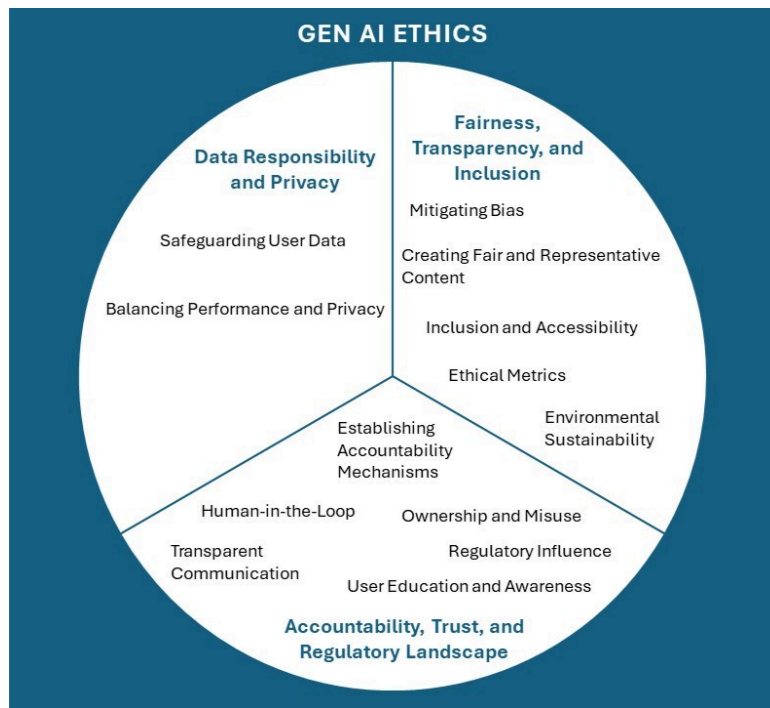 GEN AI ETHICS
Data Responsibility
and Privacy
Safeguarding User Data
Balancing Performance and Privacy
Fairness,
Transparency, and
Inclusion
Mitigating Bias
Creating Fair and Representative
Content
Inclusion and Accessibility
Ethical Metrics
Environmental
Sustainability
Establishing
Accountability
Mechanisms
Human-in-the-Loop
Ownership and Misuse
Transparent
Communication
Regulatory Influence
User Education and Awareness
Accountability, Trust, and
Regulatory Landscape